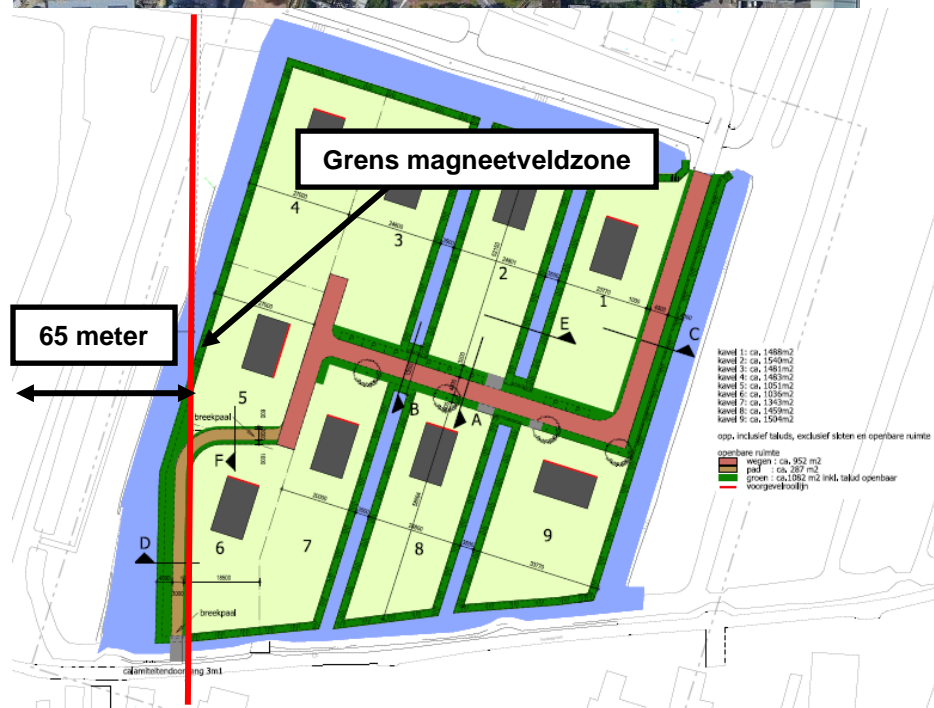 Grens magneetveldzone
65 meter
4
3
2
1
E
C
5
breekpaal
B
A
F
D
6
7
8
9
breekpaal
calamiteitendoorgang 3m1
kavel 1: ca. 1488m2
kavel 2: ca. 1540m2
kavel 3: ca. 1481m2
kavel 4: ca. 1483m2
kavel 5: ca. 1051m2
kavel 6: ca. 1036m2
kavel 7: ca. 1343m2
kavel 8: ca. 1459m2
kavel 9: ca. 1504m2
opp. inclusief taluds, exclusief sloten en openbare ruimte
openbare ruimte
wegen : ca. 952 m2
pad : ca. 287 m2
groen : ca.1082 m2 inkl. talud openbaar
voorgevelrooilijn